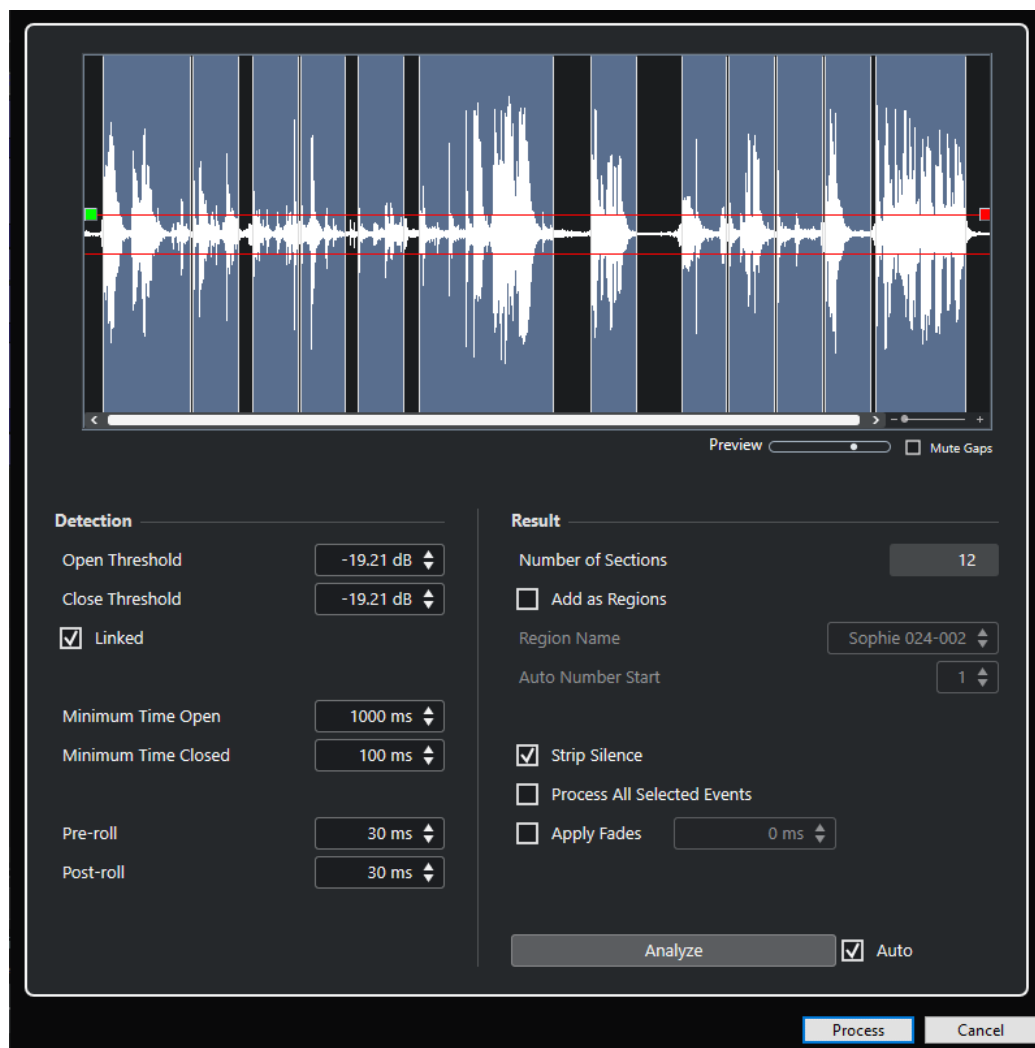 Preview
Mute Gaps
Detection
Open Threshold -19.21 dB
Close Threshold -19.21 dB
Linked
Minimum Time Open 1000 ms
Minimum Time Closed 100 ms
Pre-roll 30 ms
Post-roll 30 ms
Result
Number of Sections 12
Add as Regions
Region Name Sophie 024-002
Auto Number Start 1
Strip Silence
Process All Selected Events
Apply Fades 0 ms
Analyze
Auto
Process
Cancel